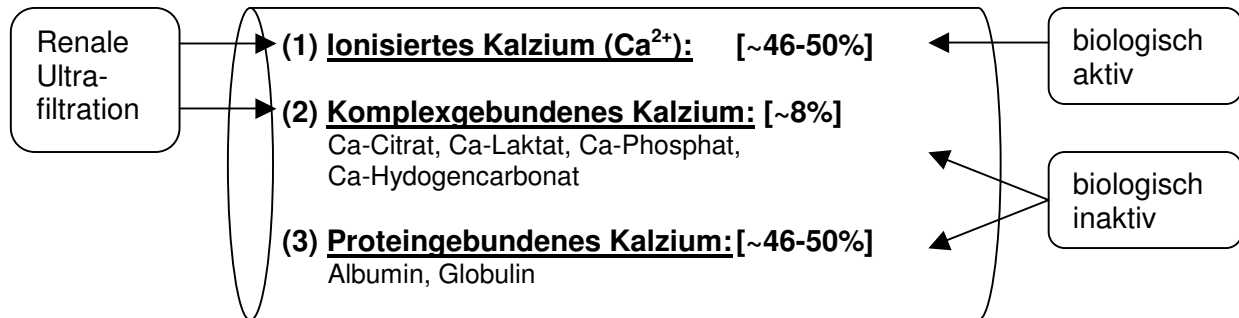 Renale
Ultra-
filtration
(1) Ionisiertes Kalzium (Ca²⁺): [~46-50%]
(2) Komplexgebundenes Kalzium: [~8%]
Ca-Citrat, Ca-Laktat, Ca-Phosphat,
Ca-Hydogencarbonat
(3) Proteingebundenes Kalzium: [~46-50%]
Albumin, Globulin
biologisch
aktiv
biologisch
inaktiv